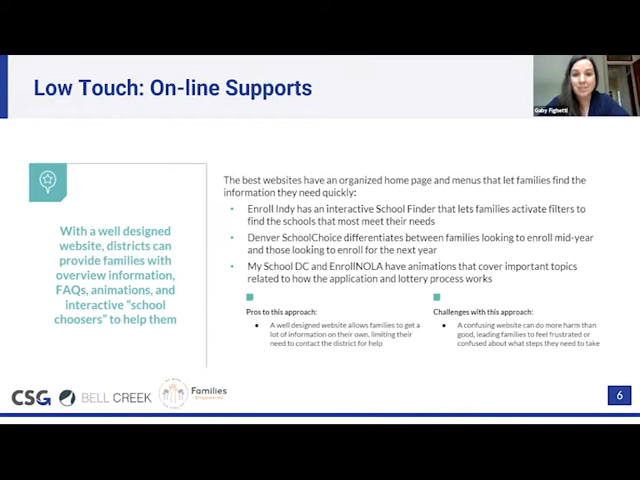 Low Touch: On-line Supports
Gaby Fighetti
With a well designed
website, districts can
provide families with
overview information,
FAQs, animations, and
interactive “school
choosers” to help them
The best websites have an organized home page and menus that let families find the
information they need quickly:
• Enroll Indy has an interactive School Finder that lets families activate filters to
find the schools that most meet their needs
• Denver SchoolChoice differentiates between families looking to enroll mid-year
and those looking to enroll for the next year
• My School DC and EnrollNOLA have animations that cover important topics
related to how the application and lottery process works
Pros to this approach:
• A well designed website allows families to get a
lot of information on their own, limiting their
need to contact the district for help
Challenges with this approach:
• A confusing website can do more harm than
good, leading families to feel frustrated or
confused about what steps they need to take
CSG
BELL CREEK
Families
Empowered
6